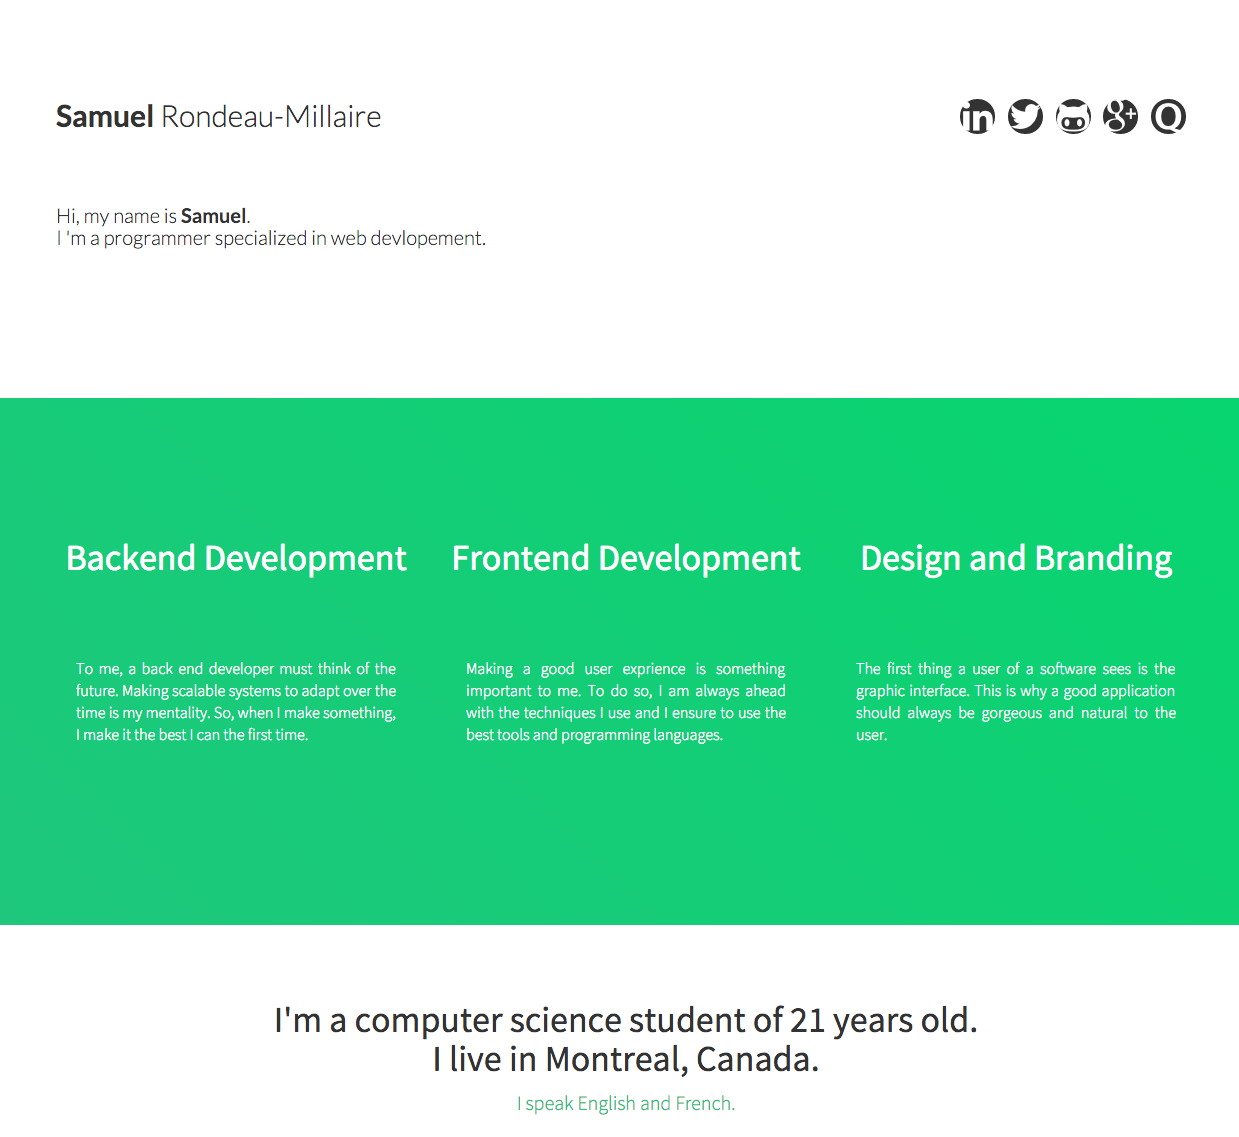 Samuel Rondeau-Millaire
Hi, my name is Samuel.
I 'm a programmer specialized in web devlopement.
Backend Development
To me, a back end developer must think of the
future. Making scalable systems to adapt over the
time is my mentality. So, when I make something,
I make it the best I can the first time.
Frontend Development
Making a good user exprience is something
important to me. To do so, I am always ahead
with the techniques I use and I ensure to use the
best tools and programming languages.
Design and Branding
The first thing a user of a software sees is the
graphic interface. This is why a good application
should always be gorgeous and natural to the
user.
I'm a computer science student of 21 years old.
I live in Montreal, Canada.
I speak English and French.